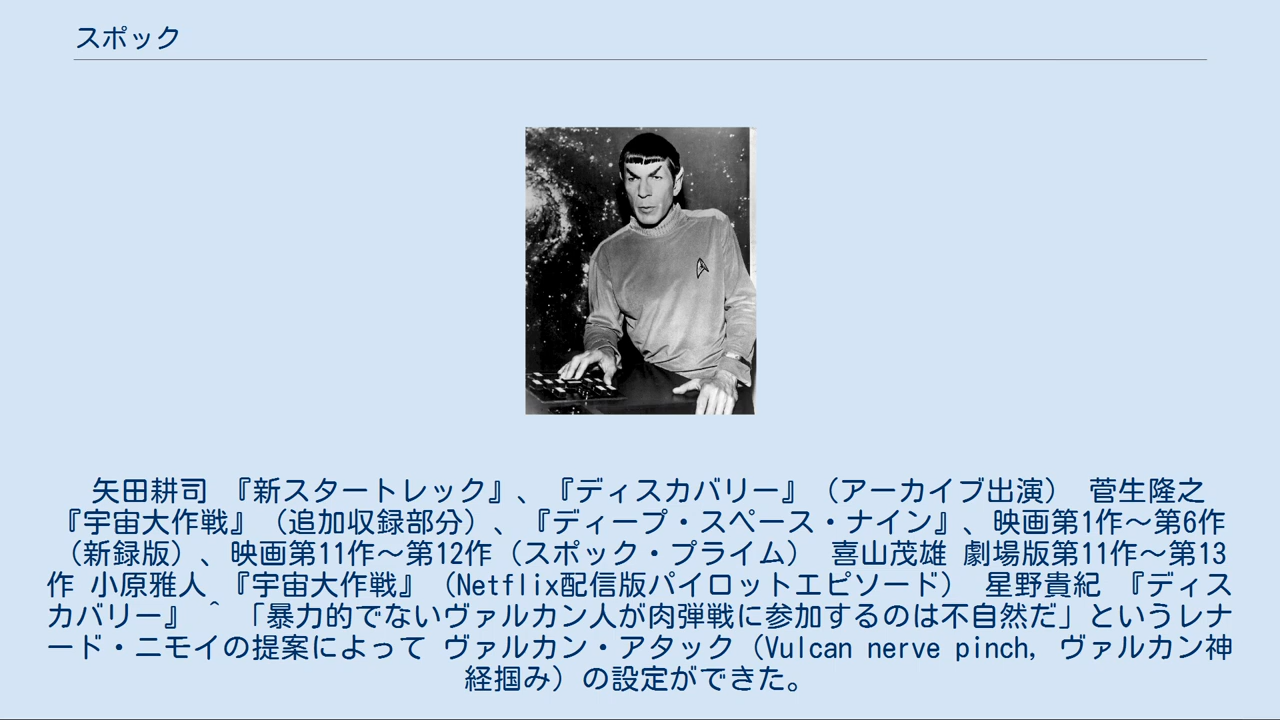 スポック
矢田耕司 『新スタートレック』、『ディスカバリー』（アーカイブ出演） 菅生隆之
『宇宙大作戦』（追加収録部分）、『ディープ・スペース・ナイン』、映画第1作〜第6作
（新録版）、映画第11作〜第12作（スポック・プライム） 喜山茂雄 劇場版第11作〜第13
作 小原雅人 『宇宙大作戦』（Netflix配信版パイロットエピソード） 星野貴紀 『ディス
カバリー』 ^ 「暴力的でないヴァルカン人が肉弾戦に参加するのは不自然だ」というレナ
ード・ニモイの提案によって ヴァルカン・アタック（Vulcan nerve pinch, ヴァルカン神
経掴み）の設定ができた。